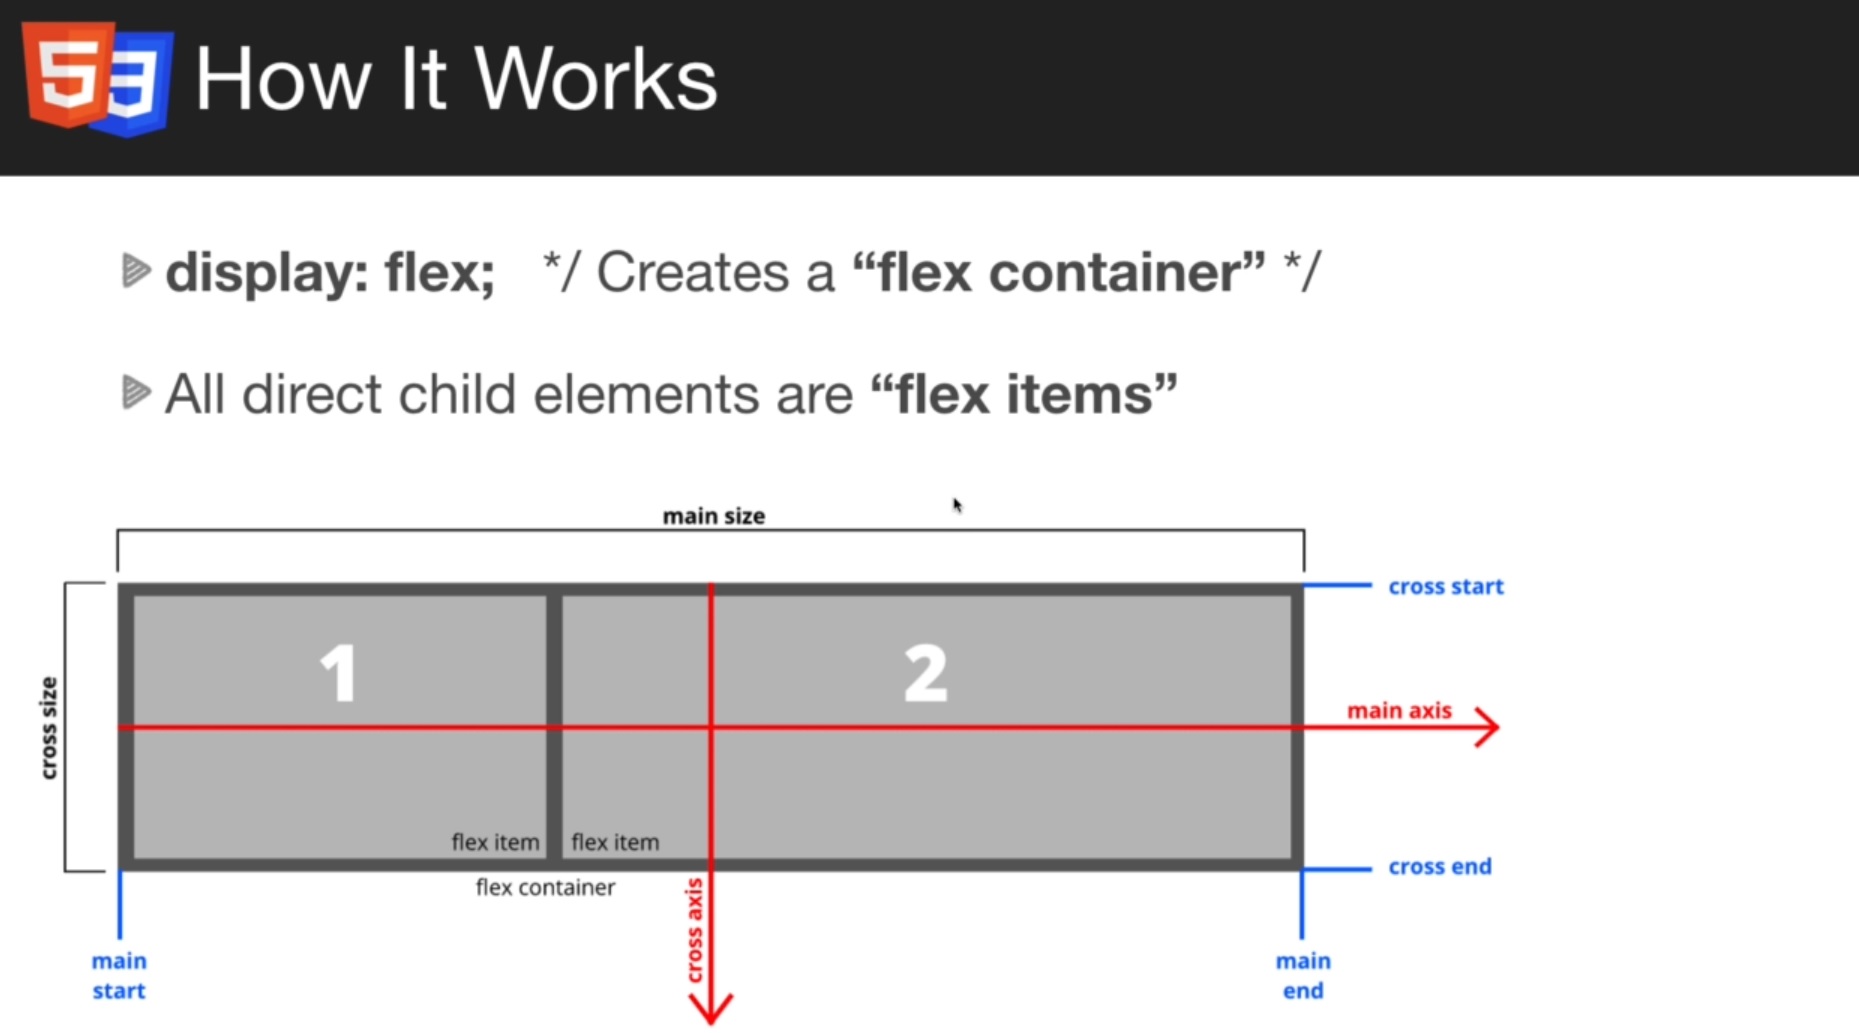 53 How It Works
display: flex; */ Creates a “flex container” */
All direct child elements are “flex items”
main size
cross start
1 2
cross size
main axis
flex item flex item
cross end
flex container
cross axis
main
start
main
end